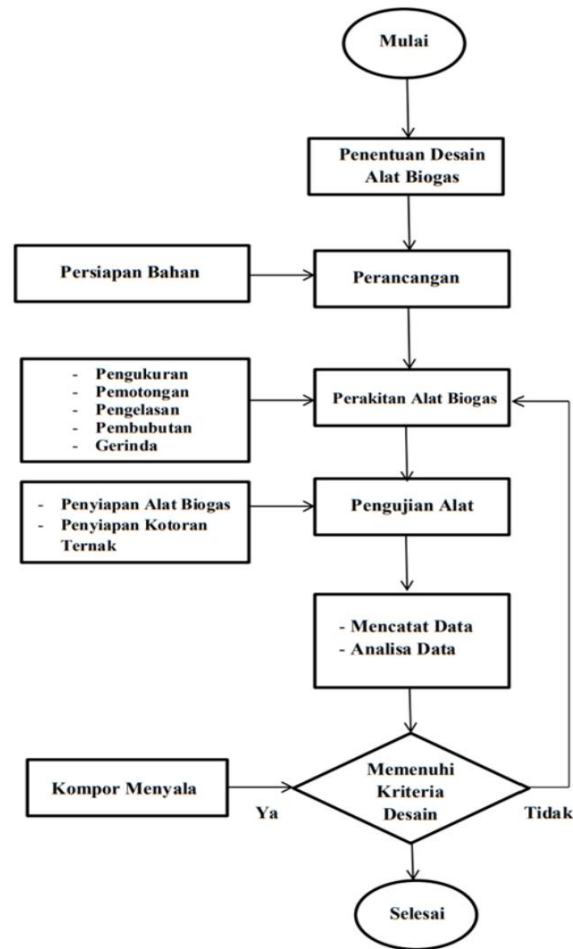 Mulai
Penentuan Desain
Alat Biogas
Persiapan Bahan
Perancangan
- Pengukuran
- Pemotongan
- Pengelasan
- Pembubutan
- Gerinda
Perakitan Alat Biogas
- Penyiapan Alat Biogas
- Penyiapan Kotoran
Ternak
Pengujian Alat
- Mencatat Data
- Analisa Data
Kompor Menyala
Ya
Memenuhi
Kriteria
Desain
Tidak
Selesai